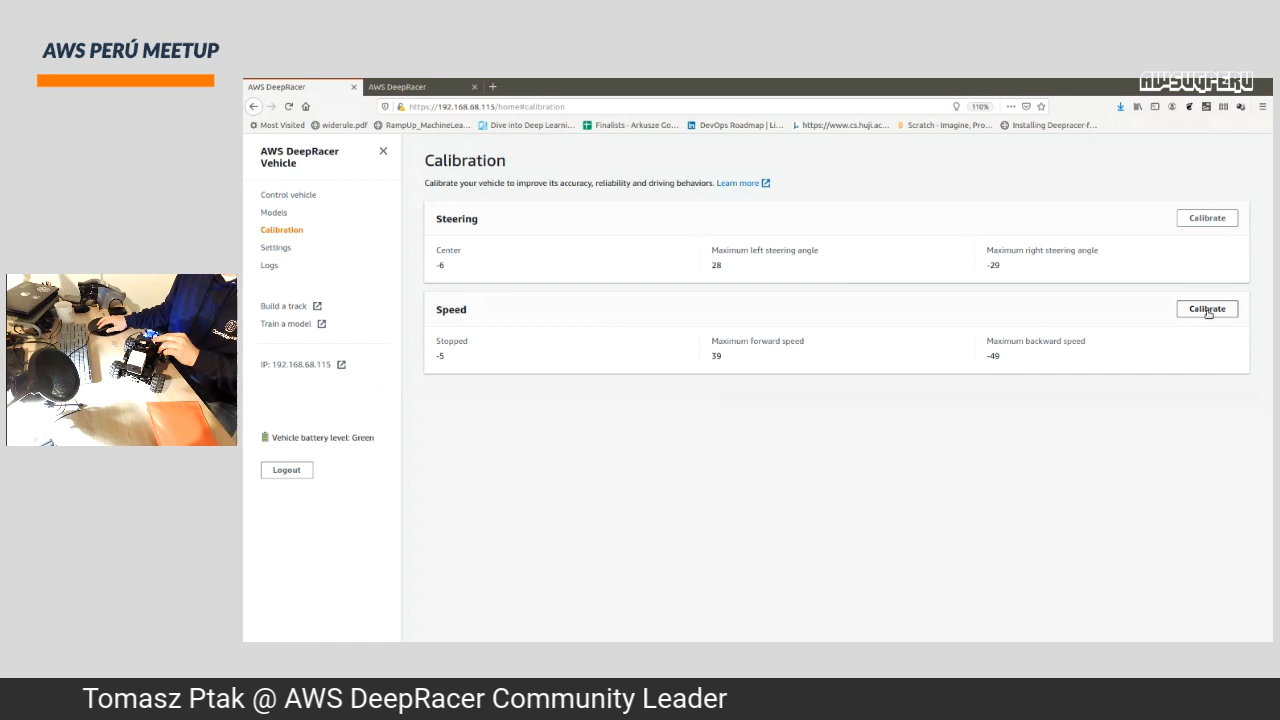 AWS PERÚ MEETUP
AWSUGPERU
AWS DeepRacer
AWS DeepRacer
https://192.168.68.115/home#calibration
110%
Most Visited
widerule.pdf
RampUp_MachineLea...
Dive into Deep Learni...
Finalists - Arkusze Go...
DevOps Roadmap | Li...
https://www.cs.huji.ac...
Scratch - Imagine, Pro...
Installing Deepracer-f...
AWS DeepRacer
Vehicle
Control vehicle
Models
Calibration
Settings
Logs
Build a track
Train a model
IP: 192.168.68.115
Vehicle battery level: Green
Logout
Calibration
Calibrate your vehicle to improve its accuracy, reliability and driving behaviors. Learn more
Steering
Calibrate
Center
Maximum left steering angle
Maximum right steering angle
-6
28
-29
Speed
Calibrate
Stopped
Maximum forward speed
Maximum backward speed
-5
39
-49
Tomasz Ptak @ AWS DeepRacer Community Leader